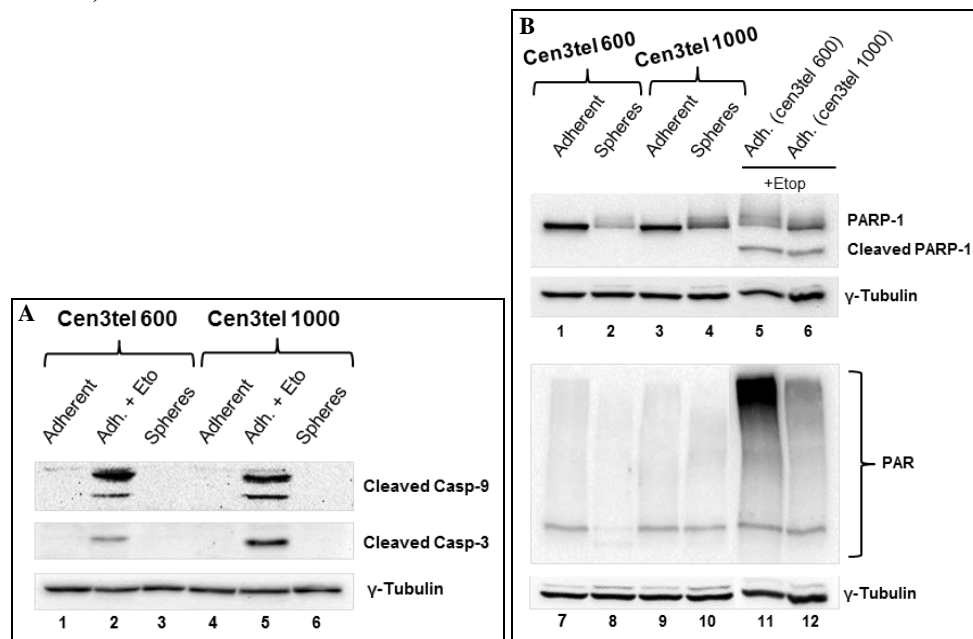 A
Cen3tel 600 Cen3tel 1000
Adherent Adh. + Eto Spheres Adherent Adh. + Eto Spheres
Cleaved Casp-9
Cleaved Casp-3
γ-Tubulin
1 2 3 4 5 6
B
Cen3tel 600 Cen3tel 1000
Adherent Spheres Adherent Spheres Adh. (cen3tel 600) Adh. (cen3tel 1000)
+Etop
PARP-1
Cleaved PARP-1
γ-Tubulin
1 2 3 4 5 6
PAR
γ-Tubulin
7 8 9 10 11 12